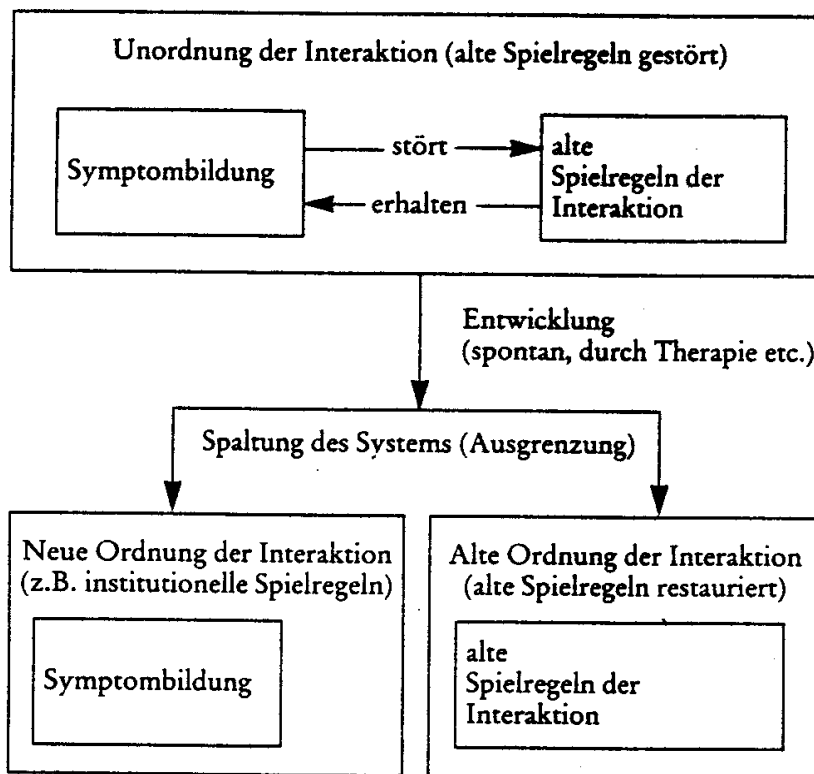 Unordnung der Interaktion (alte Spielregeln gestört)
Symptombildung
stört
erhalten
alte
Spielregeln der
Interaktion
Entwicklung
(spontan, durch Therapie etc.)
Spaltung des Systems (Ausgrenzung)
Neue Ordnung der Interaktion
(z.B. institutionelle Spielregeln)
Symptombildung
Alte Ordnung der Interaktion
(alte Spielregeln restauriert)
alte
Spielregeln der
Interaktion